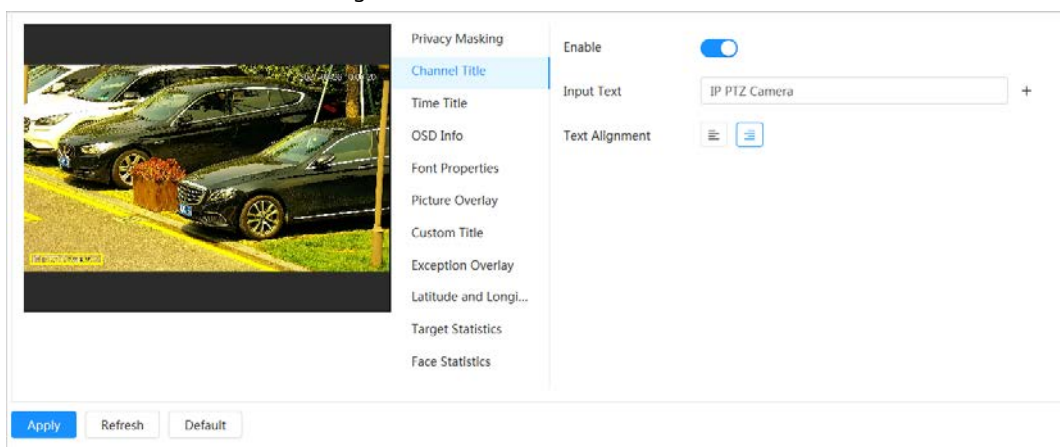 Privacy Masking
Channel Title
Time Title
OSD Info
Font Properties
Picture Overlay
Custom Title
Exception Overlay
Latitude and Longi...
Target Statistics
Face Statistics
Enable
Input Text
IP PTZ Camera
+
Text Alignment
Apply
Refresh
Default